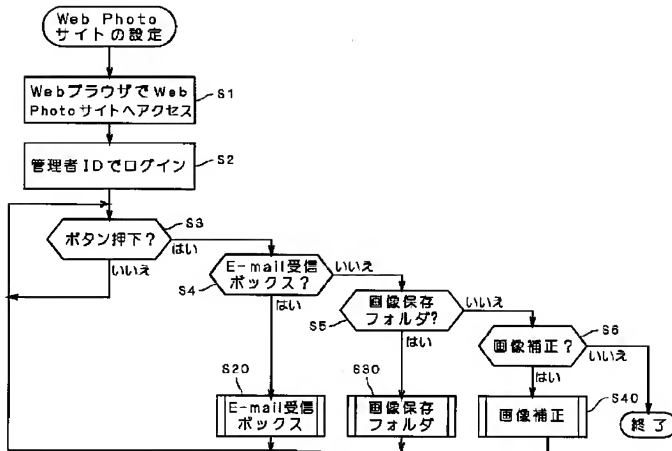 Web Photo
サイトの設定
WebブラウザでWeb
Photoサイトへアクセス
S1
管理者IDでログイン
S2
S3
ボタン押下?
はい
いいえ
E-mail受信
ボックス?
いいえ
S4
はい
画像保存
フォルダ?
いいえ
S5
はい
S6
画像補正?
いいえ
はい
S20
E-mail受信
ボックス
S30
画像保存
フォルダ
画像補正
S40
終了